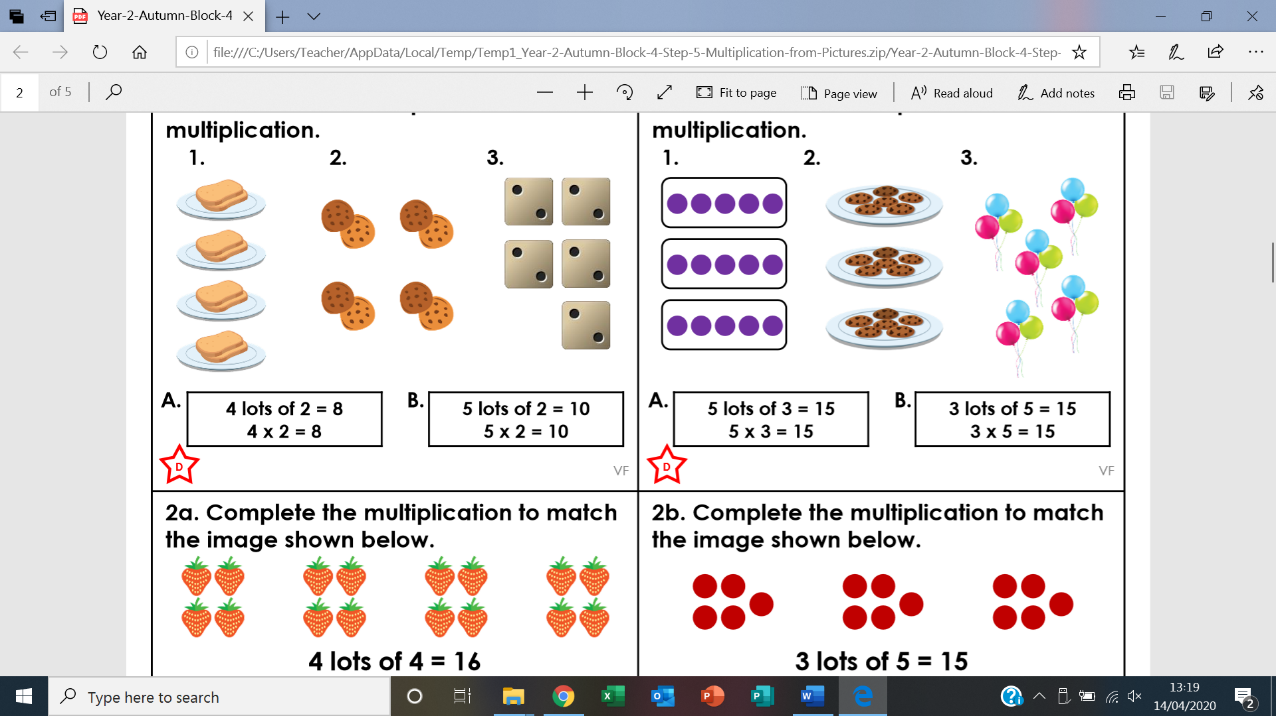 Year-2-Autumn-Block-4
file:///C:/Users/Teacher/AppData/Local/Temp/Temp1_Year-2-Autumn-Block-4-Step-5-Multiplication-from-Pictures.zip/Year-2-Autumn-Block-4-Step-
2 of 5
Fit to page
Page view
Read aloud
Add notes
multiplication.
1. 2. 3.
A. 4 lots of 2 = 8
4 x 2 = 8
B. 5 lots of 2 = 10
5 x 2 = 10
D
VF
multiplication.
1. 2. 3.
A. 5 lots of 3 = 15
5 x 3 = 15
B. 3 lots of 5 = 15
3 x 5 = 15
D
VF
2a. Complete the multiplication to match
the image shown below.
4 lots of 4 = 16
2b. Complete the multiplication to match
the image shown below.
3 lots of 5 = 15
Type here to search
13:19
14/04/2020
2